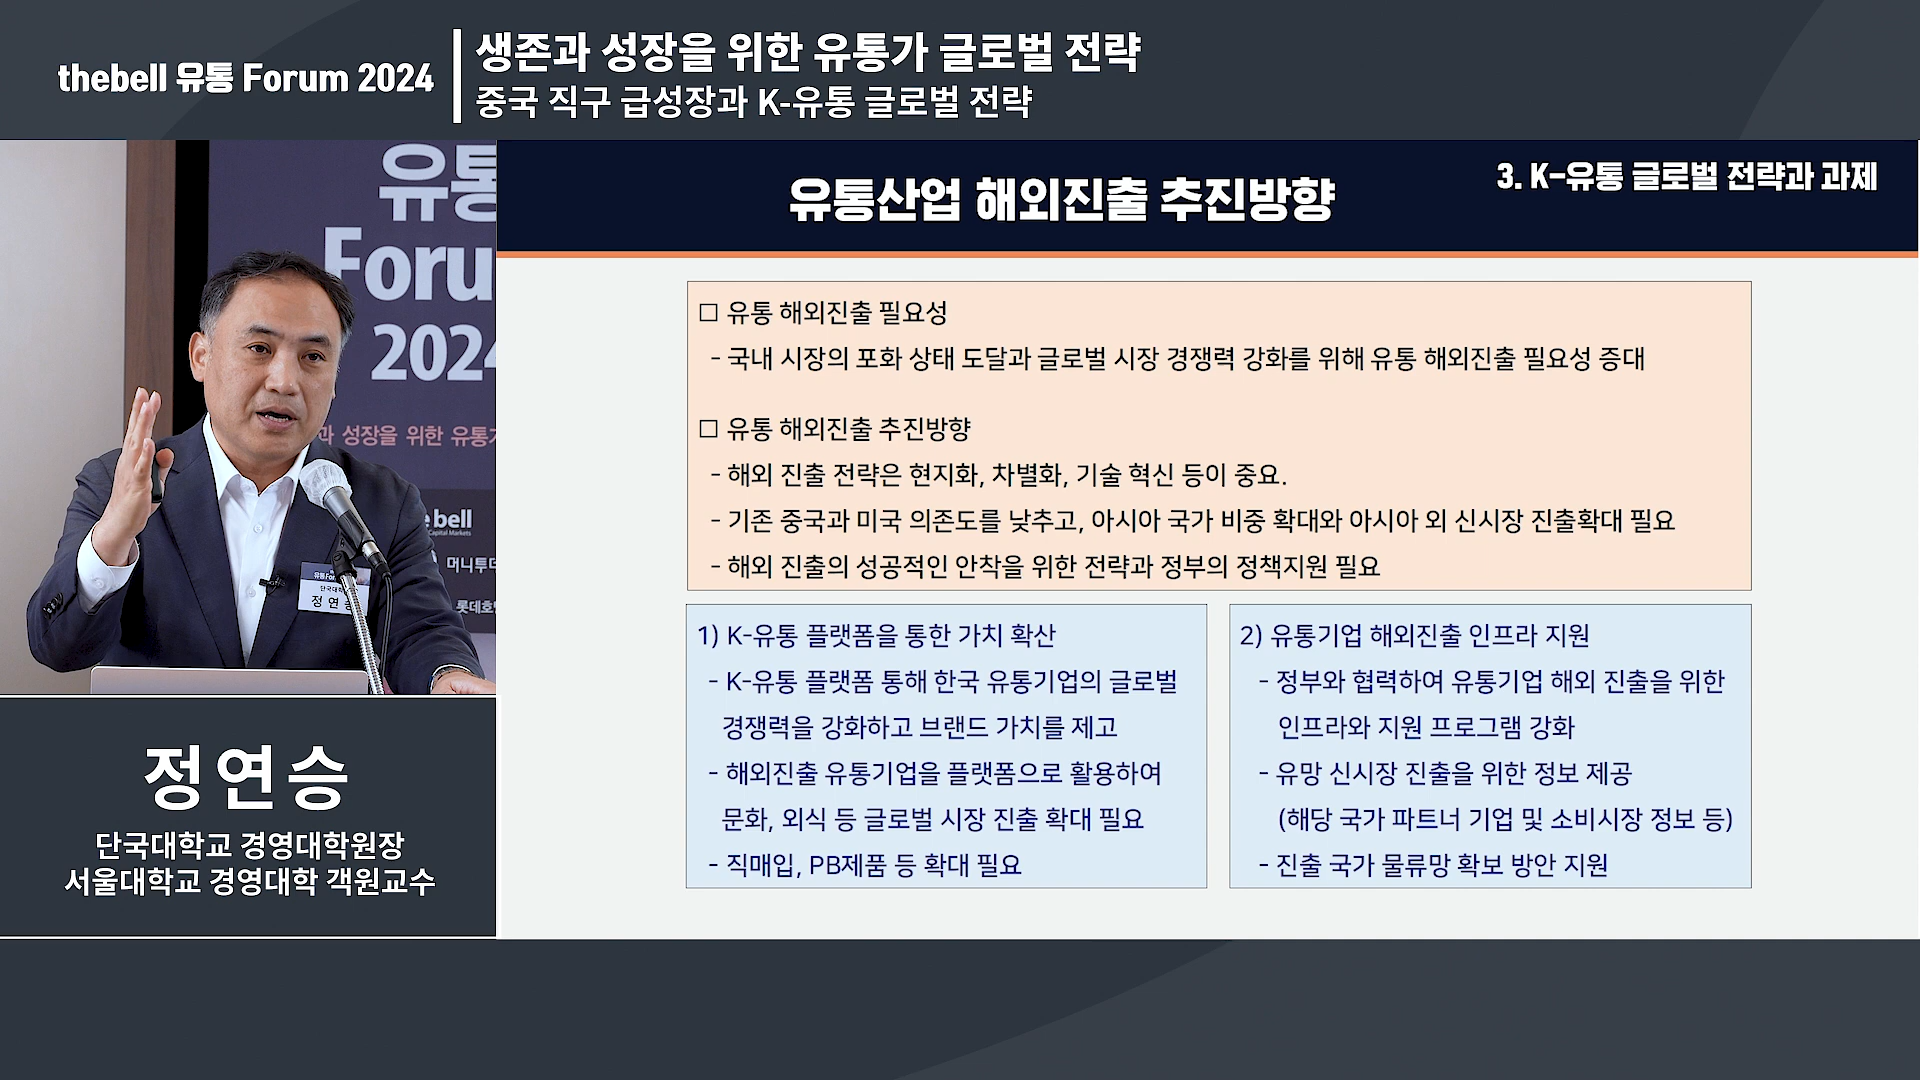 thebell 유통 Forum 2024
생존과 성장을 위한 유통가 글로벌 전략
중국 직구 급성장과 K-유통 글로벌 전략
유통
Foru
2024
과 성장을 위한 유통가
e bell
Capital Markets
머니투데
롯데호텔
유통For
단국대학
정 연 승
정연승
단국대학교 경영대학원장
서울대학교 경영대학 객원교수
3. K-유통 글로벌 전략과 과제
유통산업 해외진출 추진방향
□ 유통 해외진출 필요성
- 국내 시장의 포화 상태 도달과 글로벌 시장 경쟁력 강화를 위해 유통 해외진출 필요성 증대
□ 유통 해외진출 추진방향
- 해외 진출 전략은 현지화, 차별화, 기술 혁신 등이 중요.
- 기존 중국과 미국 의존도를 낮추고, 아시아 국가 비중 확대와 아시아 외 신시장 진출확대 필요
- 해외 진출의 성공적인 안착을 위한 전략과 정부의 정책지원 필요
1) K-유통 플랫폼을 통한 가치 확산
- K-유통 플랫폼 통해 한국 유통기업의 글로벌
경쟁력을 강화하고 브랜드 가치를 제고
- 해외진출 유통기업을 플랫폼으로 활용하여
문화, 외식 등 글로벌 시장 진출 확대 필요
- 직매입, PB제품 등 확대 필요
2) 유통기업 해외진출 인프라 지원
- 정부와 협력하여 유통기업 해외 진출을 위한
인프라와 지원 프로그램 강화
- 유망 신시장 진출을 위한 정보 제공
(해당 국가 파트너 기업 및 소비시장 정보 등)
- 진출 국가 물류망 확보 방안 지원